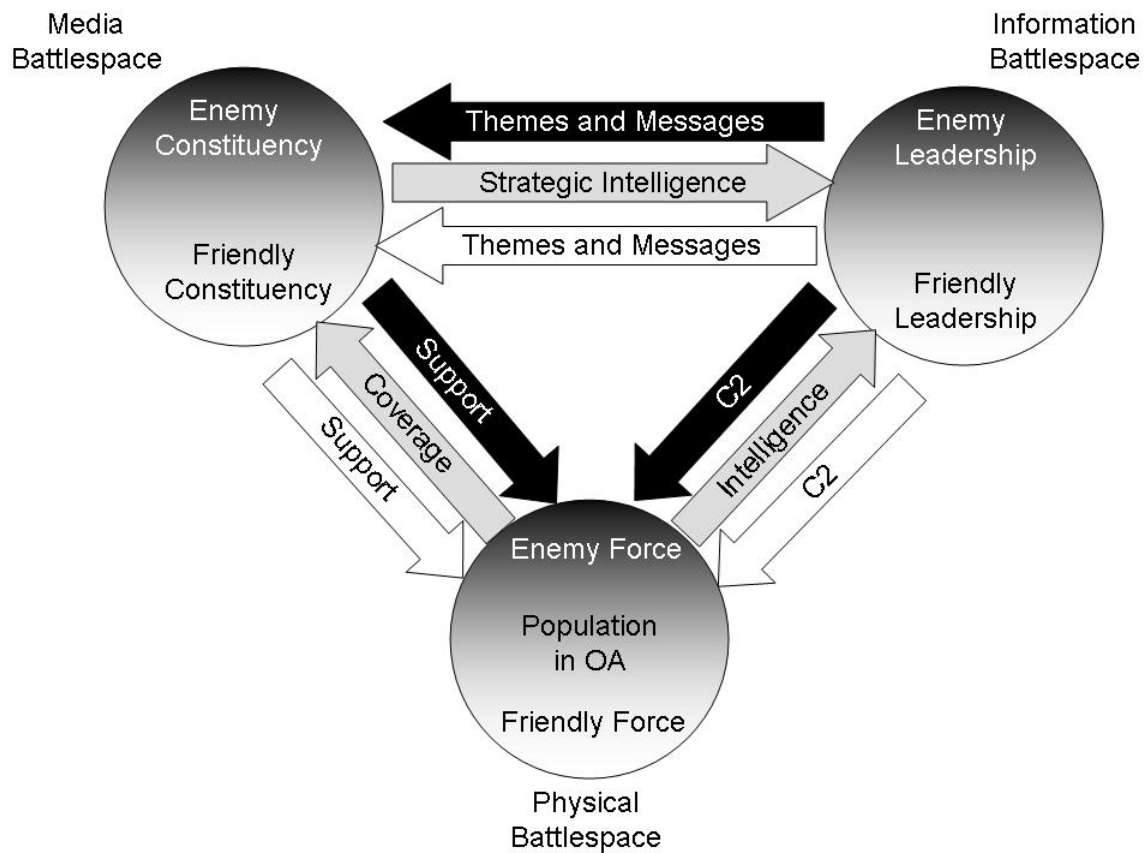 Media
Battlespace
Information
Battlespace
Enemy
Constituency
Friendly
Constituency
Themes and Messages
Strategic Intelligence
Themes and Messages
Enemy
Leadership
Friendly
Leadership
Support
Coverage
Support
C2
Intelligence
C2
Enemy Force
Population
in OA
Friendly Force
Physical
Battlespace